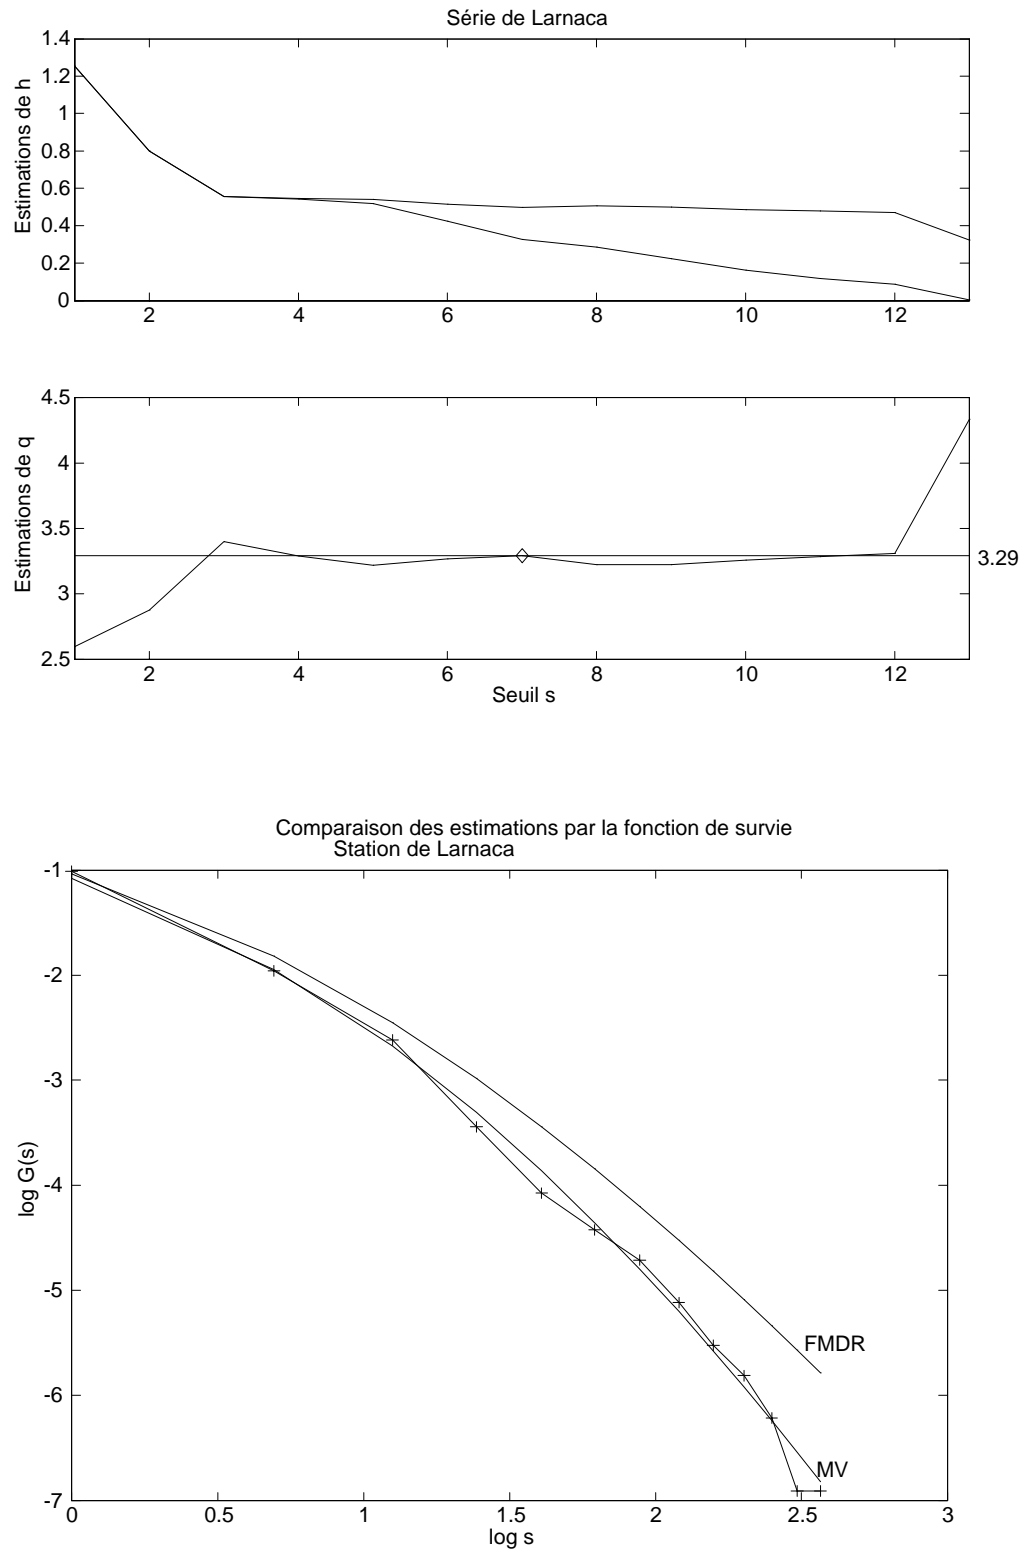 Série de Larnaca
1.4
1.2
1
0.8
0.6
0.4
0.2
0
Estimations de h
2 4 6 8 10 12
4.5
4
3.5
3
2.5
Estimations de q
3.29
2 4 6 8 10 12
Seuil s
Comparaison des estimations par la fonction de survie
Station de Larnaca
-1
-2
-3
-4
-5
-6
-7
log G(s)
FMDR
MV
0 0.5 1 1.5 2 2.5 3
log s